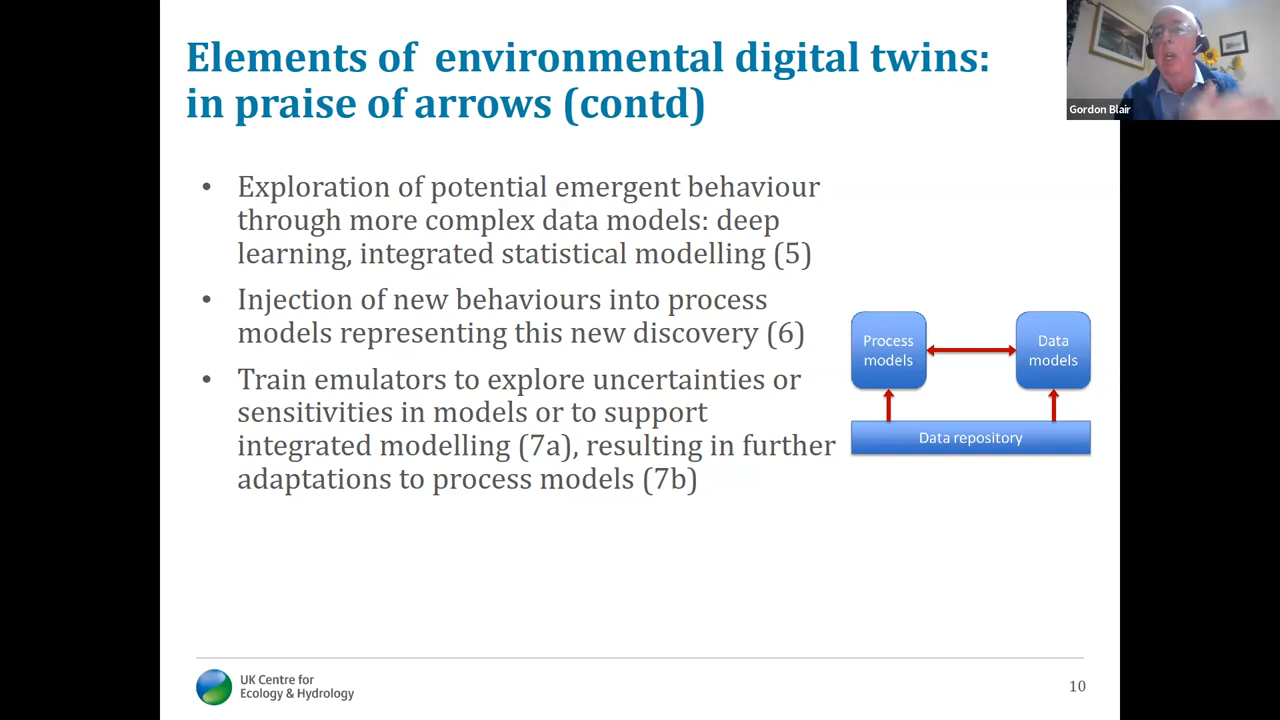 Elements of environmental digital twins:
in praise of arrows (contd)
Gordon Blair
• Exploration of potential emergent behaviour
through more complex data models: deep
learning, integrated statistical modelling (5)
• Injection of new behaviours into process
models representing this new discovery (6)
• Train emulators to explore uncertainties or
sensitivities in models or to support
integrated modelling (7a), resulting in further
adaptations to process models (7b)
Process
models
Data
models
Data repository
UK Centre for
Ecology & Hydrology
10